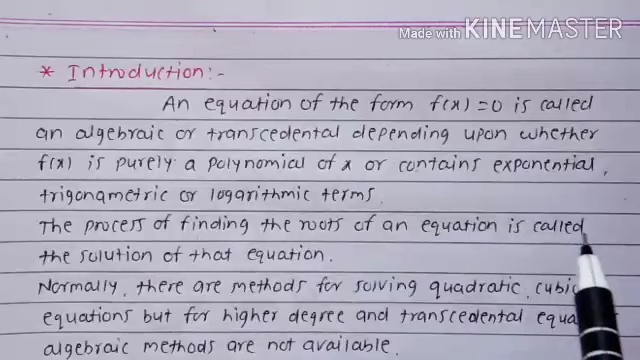 Made with KINEMASTER
* Introduction:-
An equation of the form f(x)=0 is called
an algebraic or transcedental depending upon whether
f(x) is purely a polynomial of x or contains exponential,
trigonametric or logarithmic terms.
The process of finding the roots of an equation is called
the solution of that equation.
Normally, there are methods for solving quadratic, cubic
equations but for higher degree and transcedental
algebraic methods are not available.